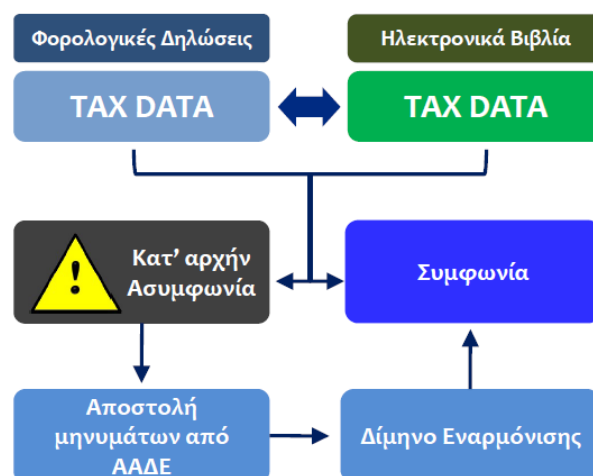 Φορολογικές Δηλώσεις
Ηλεκτρονικά Βιβλία
TAX DATA
TAX DATA
!
Κατ’ αρχήν
Ασυμφωνία
Συμφωνία
Αποστολή
μηνυμάτων από
ΑΑΔΕ
Δίμηνο Εναρμόνισης